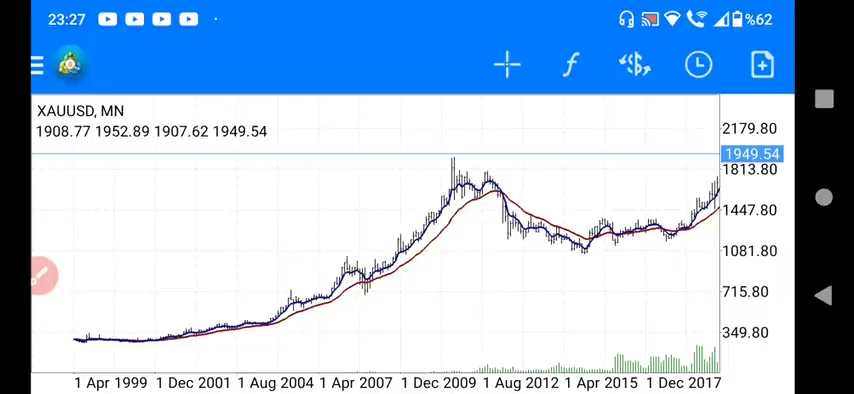 23:27 %62
XAUUSD, MN
1908.77 1952.89 1907.62 1949.54
2179.80
1949.54
1813.80
1447.80
1081.80
715.80
349.80
1 Apr 1999 1 Dec 2001 1 Aug 2004 1 Apr 2007 1 Dec 2009 1 Aug 2012 1 Apr 2015 1 Dec 2017